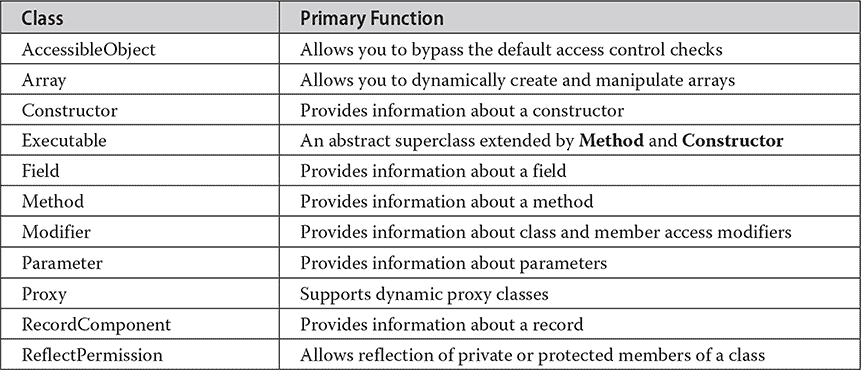 Class Primary Function
AccessibleObject Allows you to bypass the default access control checks
Array Allows you to dynamically create and manipulate arrays
Constructor Provides information about a constructor
Executable An abstract superclass extended by Method and Constructor
Field Provides information about a field
Method Provides information about a method
Modifier Provides information about class and member access modifiers
Parameter Provides information about parameters
Proxy Supports dynamic proxy classes
RecordComponent Provides information about a record
ReflectPermission Allows reflection of private or protected members of a class